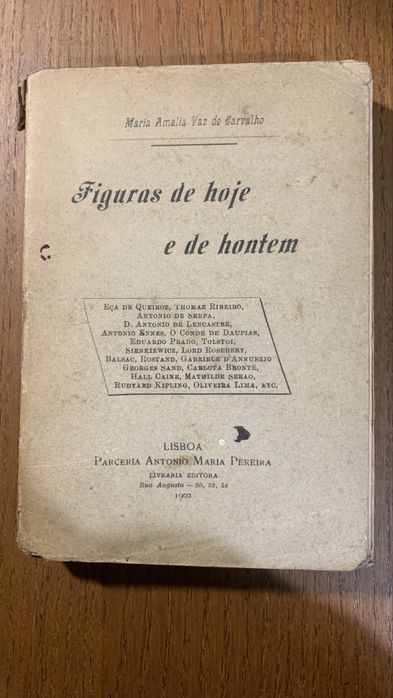 Maria Amalia Vaz de Carvalho
Figuras de hoje
e de hontem
Eça de Queiroz, Thomaz Ribeiro,
Antonio de Serpa,
D. Antonio de Lencastre,
Antonio Ennes, O Conde de Daupias,
Eduardo Prado, Tolstoi,
Sienkiewicz, Lord Rosebery,
Balsac, Rostand, Gabriele d'Annunzio
Georges Sand, Carlota Brontë,
Hall Caine, Mathilde Serao,
Rudyard Kipling, Oliveira Lima, etc.
LISBOA
Parceria Antonio Maria Pereira
LIVRARIA EDITORA
Rua Augusta — 50, 52, 54
1902